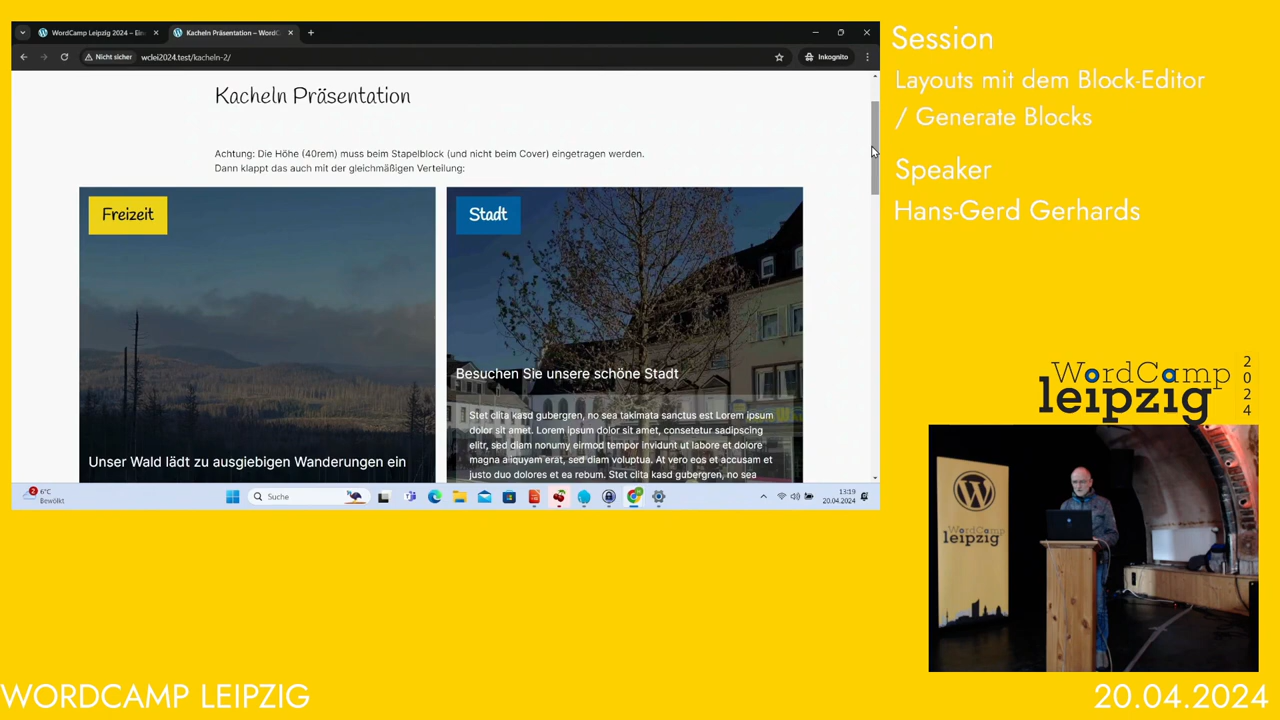 WordCamp Leipzig 2024 – Ein
Kacheln Präsentation – WordC
Nicht sicher
wclei2024.test/kacheln-2/
Inkognito
Kacheln Präsentation
Achtung: Die Höhe (40rem) muss beim Stapelblock (und nicht beim Cover) eingetragen werden.
Dann klappt das auch mit der gleichmäßigen Verteilung:
Freizeit
Unser Wald lädt zu ausgiebigen Wanderungen ein
Stadt
Besuchen Sie unsere schöne Stadt
Stet clita kasd gubergren, no sea takimata sanctus est Lorem ipsum
dolor sit amet. Lorem ipsum dolor sit amet, consetetur sadipscing
elitr, sed diam nonumy eirmod tempor invidunt ut labore et dolore
magna aliquyam erat, sed diam voluptua. At vero eos et accusam et
justo duo dolores et ea rebum. Stet clita kasd gubergren, no sea
2
6°C
Bewölkt
Suche
13:19
20.04.2024
Session
Layouts mit dem Block-Editor
/ Generate Blocks
Speaker
Hans-Gerd Gerhards
WordCamp
leipzig
2024
WordCamp
leipzig
WORDCAMP LEIPZIG
20.04.2024